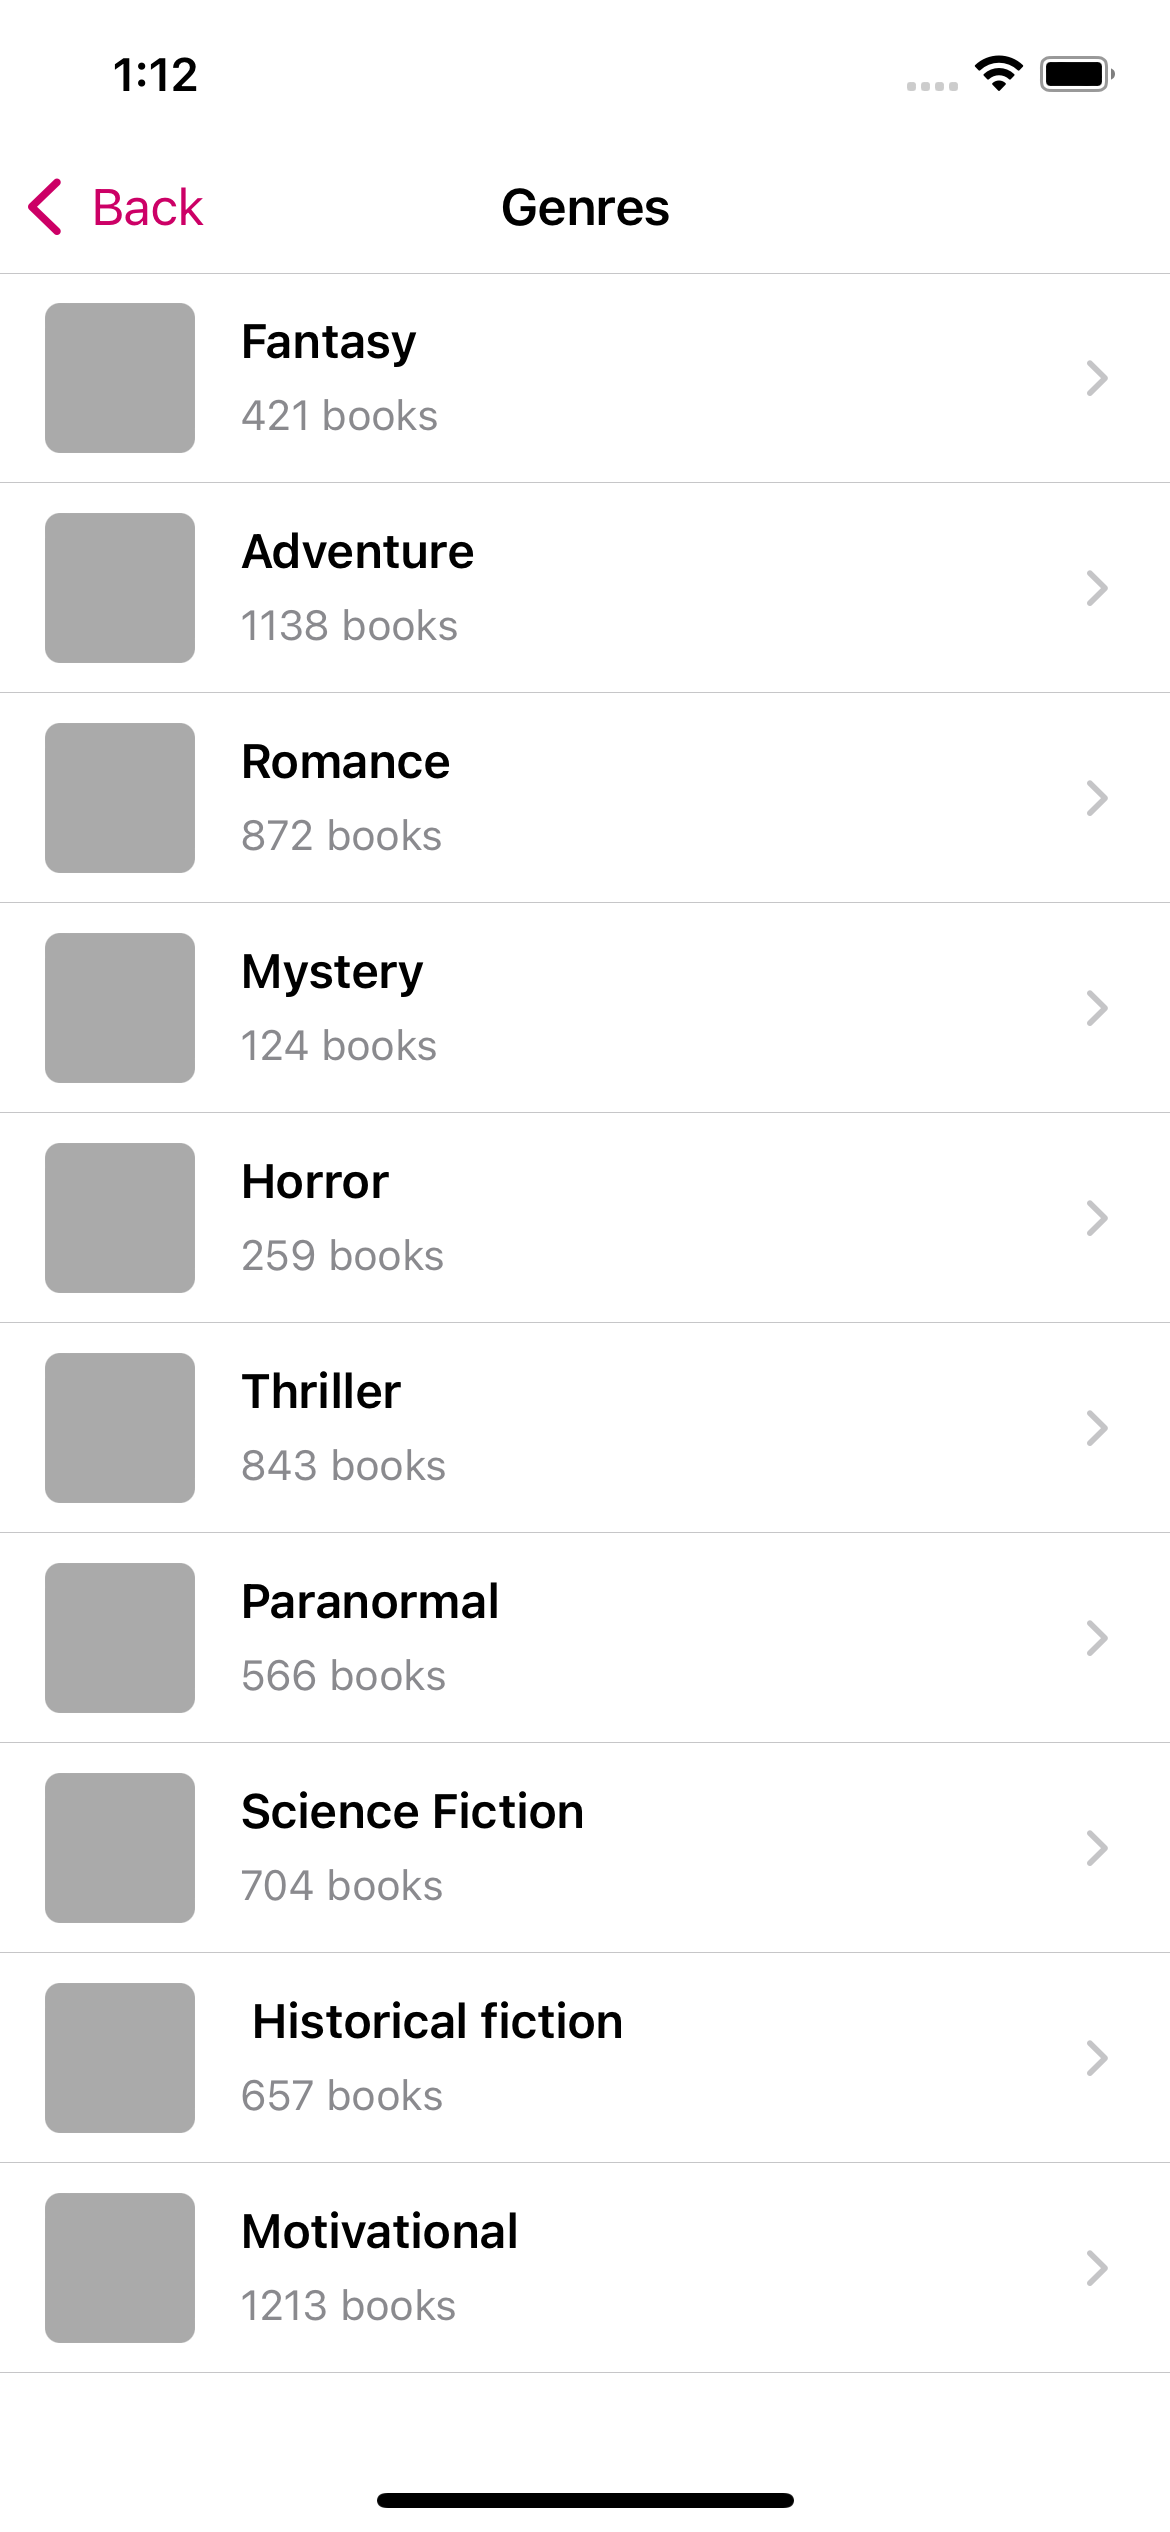 1:12
Back
Genres
Fantasy
421 books
Adventure
1138 books
Romance
872 books
Mystery
124 books
Horror
259 books
Thriller
843 books
Paranormal
566 books
Science Fiction
704 books
Historical fiction
657 books
Motivational
1213 books